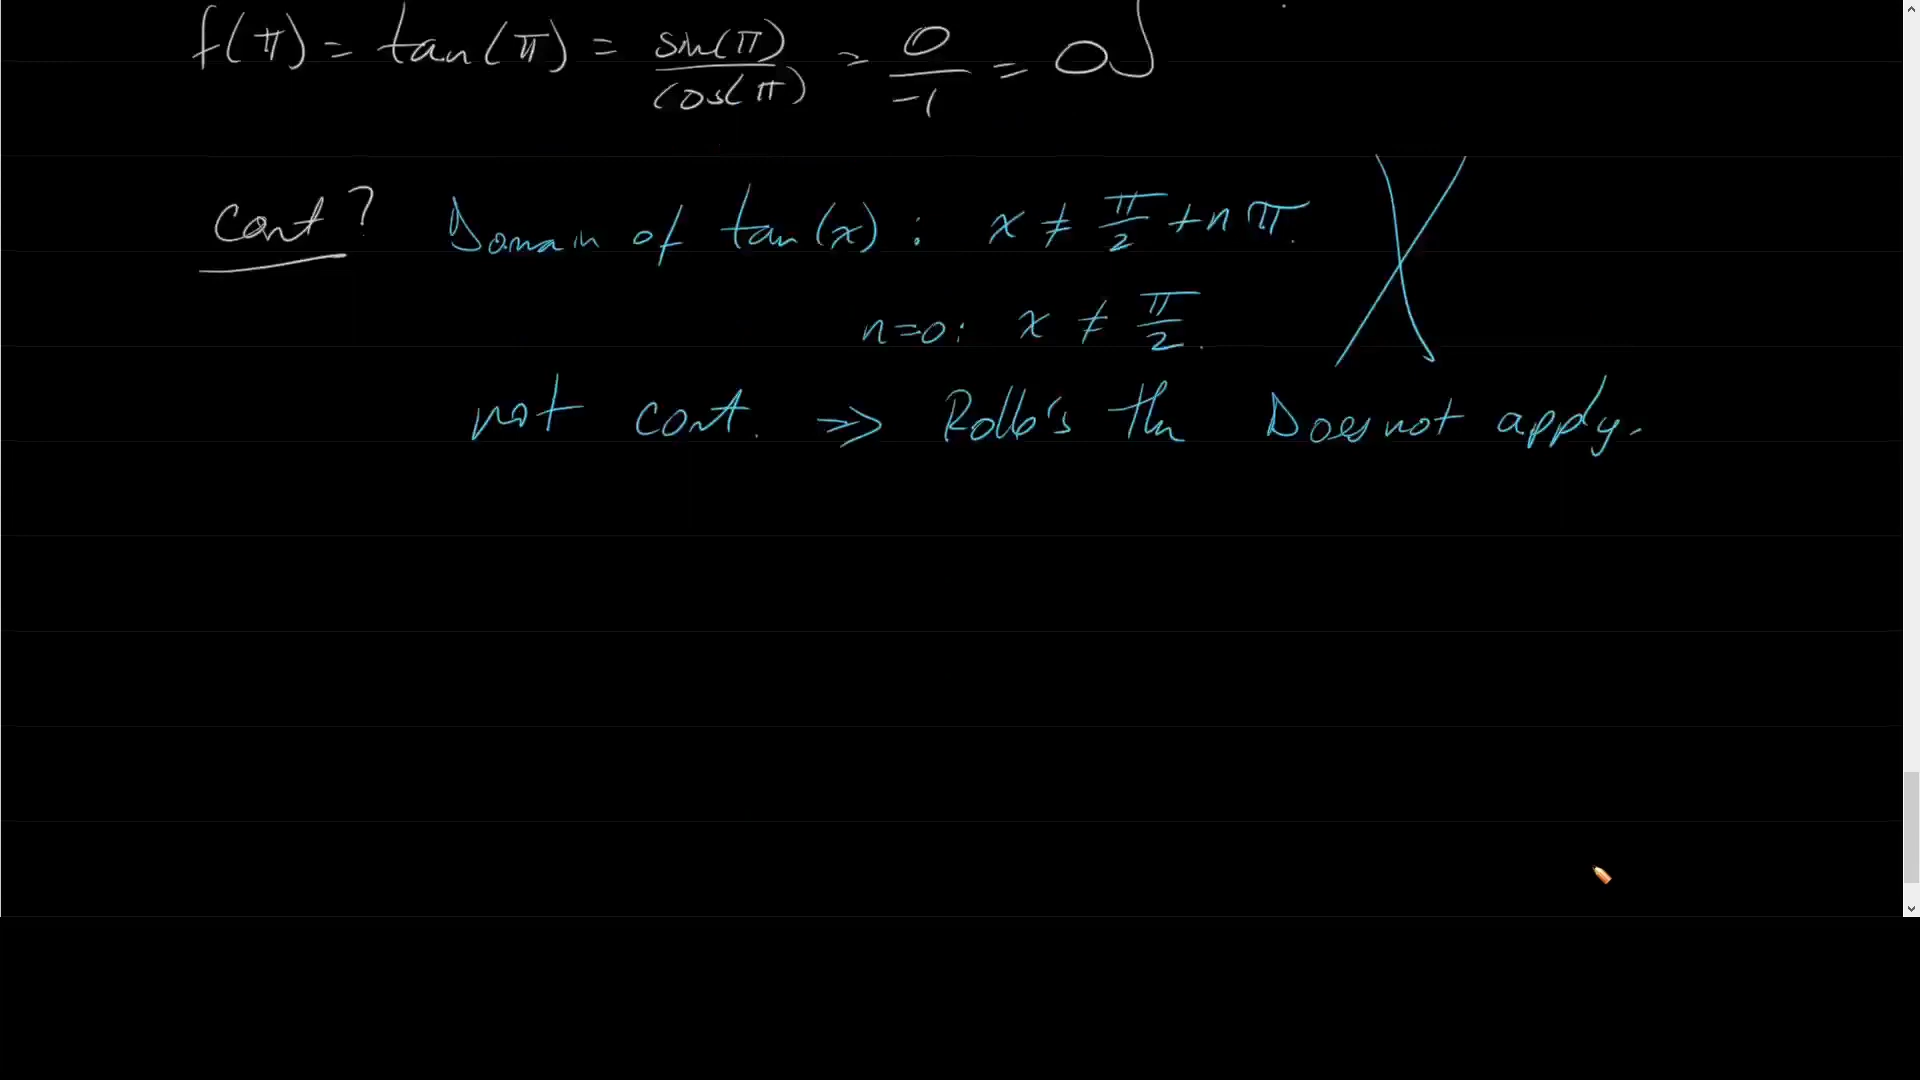 f(π) = tan(π) = sin(π)/cos(π) = 0/-1 = 0
cont? Domain of tan(x) : x ≠ π/2 + nπ.
n=0: x ≠ π/2.
not cont. => Rolle's thm Does not apply.